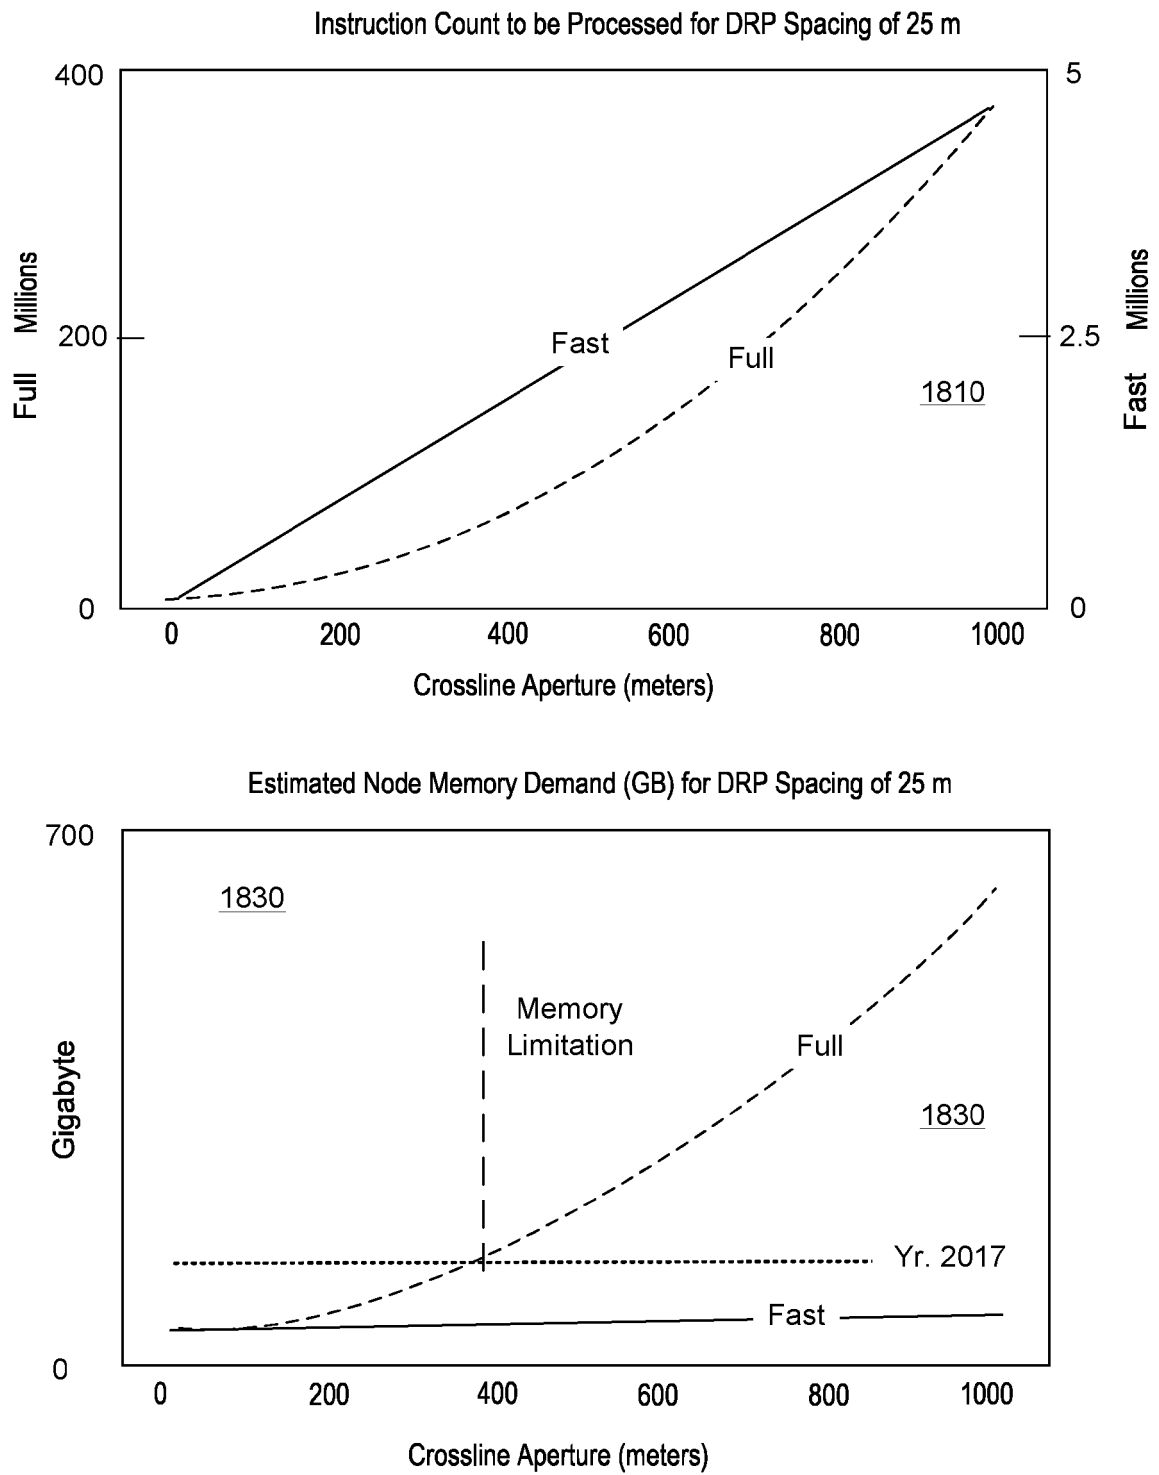 Instruction Count to be Processed for DRP Spacing of 25 m
400
5
Full Millions
200
2.5
Fast Millions
Fast
Full
1810
0
0
0 200 400 600 800 1000
Crossline Aperture (meters)
Estimated Node Memory Demand (GB) for DRP Spacing of 25 m
700
1830
Memory
Limitation
Full
Gigabyte
1830
Yr. 2017
Fast
0
0 200 400 600 800 1000
Crossline Aperture (meters)